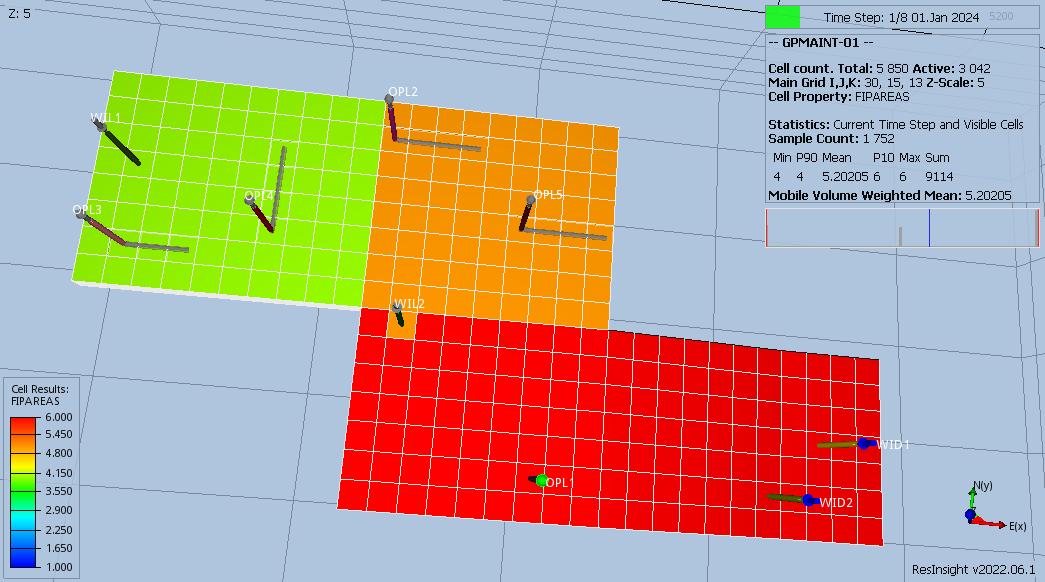 Z: 5
Time Step: 1/8 01.Jan 2024
5200
-- GPMAINT-01 --
Cell count. Total: 5 850 Active: 3 042
Main Grid I,J,K: 30, 15, 13 Z-Scale: 5
Cell Property: FIPAREAS
Statistics: Current Time Step and Visible Cells
Sample Count: 1 752
Min P90 Mean P10 Max Sum
4 4 5.20205 6 6 9114
Mobile Volume Weighted Mean: 5.20205
OPL2
WIL1
OPL4
OPL5
OPL3
WIL2
WID1
OPL1
WID2
Cell Results:
FIPAREAS
6.000
5.450
4.800
4.150
3.550
2.900
2.250
1.650
1.000
N(y)
Z
E(x)
ResInsight v2022.06.1